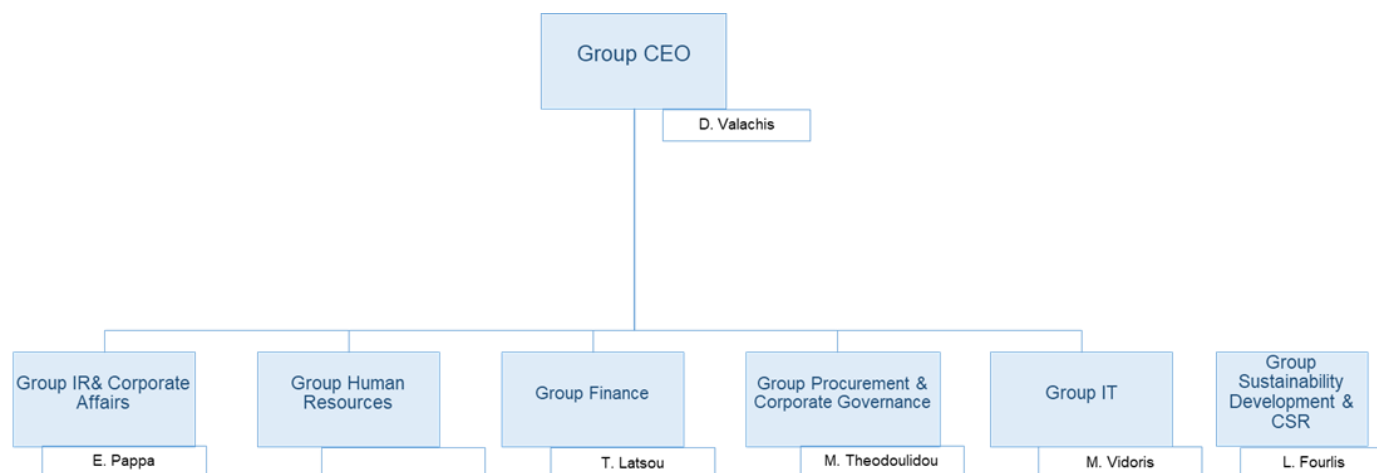 Group CEO
D. Valachis
Group IR& Corporate
Affairs
E. Pappa
Group Human
Resources
Group Finance
T. Latsou
Group Procurement &
Corporate Governance
M. Theodoulidou
Group IT
M. Vidoris
Group
Sustainability
Development &
CSR
L. Fourlis